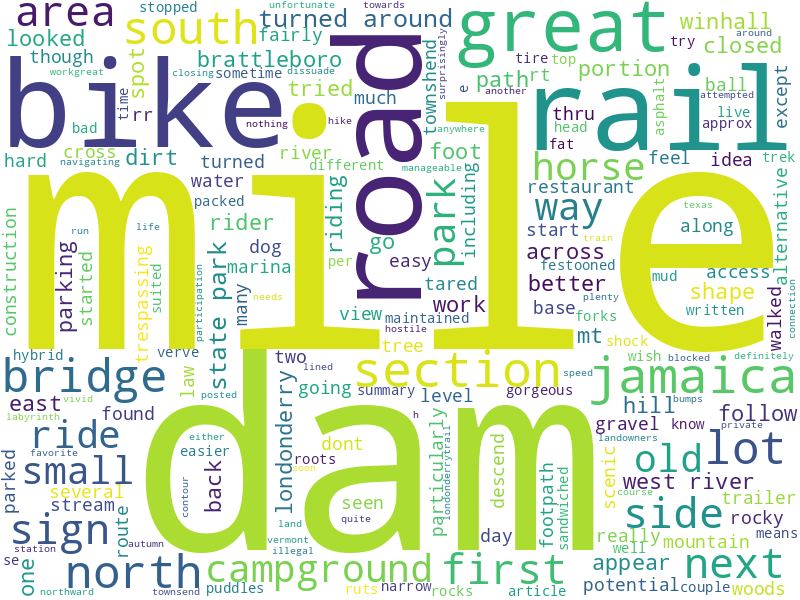 stopped
unfortunate
towards
area
south
turned around
great
winhall
around
looked
fairly
closed
though
brattleboro
try
workgreat
closing
sometime
dissuade
spot
road
townshend
surprisingly
tire
top
path
rt
portion
ball
attempted
except
bike
rail
time
rr
tried
much
e
another
live
asphalt
bad
nothing
hike
anywhere
thru
approx
head
hard
cross
river
foot
fat
navigating
dirt
turned
different
manageable
horse
feel
idea
trek
run
life
water
riding
park
including
restaurant
texas
alternative
packed
way
rider
go
start
along
train
construction
parking
started
trespassing
suited
dog
per
easy
across
festooned
access
mud
marina
tared
better
written
participation
many
view
maintained
work
base
forks
shape
plenty
connection
needs
hostile
mt
shock
walked
mile
hybrid
verve
state park
law
two
lined
tree
section
wish
blocked
definitely
bridge
posted
going
summary
speed
gorgeous
jamaica
bumps
east
vivid
found
londonderry
h
level
hill
follow
labyrinth
private
ride
either
favorite
easier
roots
dont
particularly
londonderrytrail
descend
gravel
know
landowners
old
lot
small
back
seen
footpath
sandwiched
scenic
west river
parked
several
contour
soon
trailer
stream
quite
side
rocky
sign
route
land
day
course
really
well
means
se
station
autumn
vermont
illegal
mountain
one
north
campground
first
appear
next
dam
northward
townsend
puddles
ruts
narrow
rocks
article
potential
couple
woods